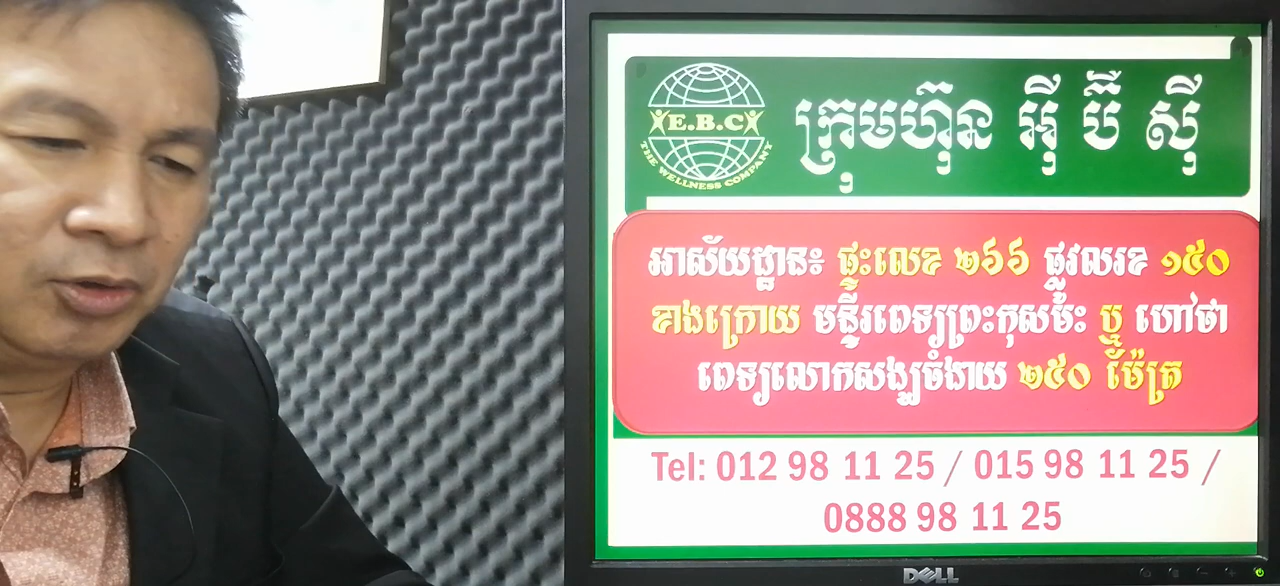 E.B.C
THE WELLNESS COMPANY
ក្រុមហ៊ុន អ៊ី ប៊ី ស៊ី
អាស័យដ្ឋាន៖ ផ្ទះលេខ ២៦៦ ផ្លូវលរខ ១៥០
ខាងក្រោយ មន្ទីរពេទ្យព្រះកុសមៈ ឬ ហៅថា
ពេទ្យលោកសង្ឃចំងាយ ២៥០ ម៉ែត្រ
Tel: 012 98 11 25 / 015 98 11 25 /
0888 98 11 25
DELL